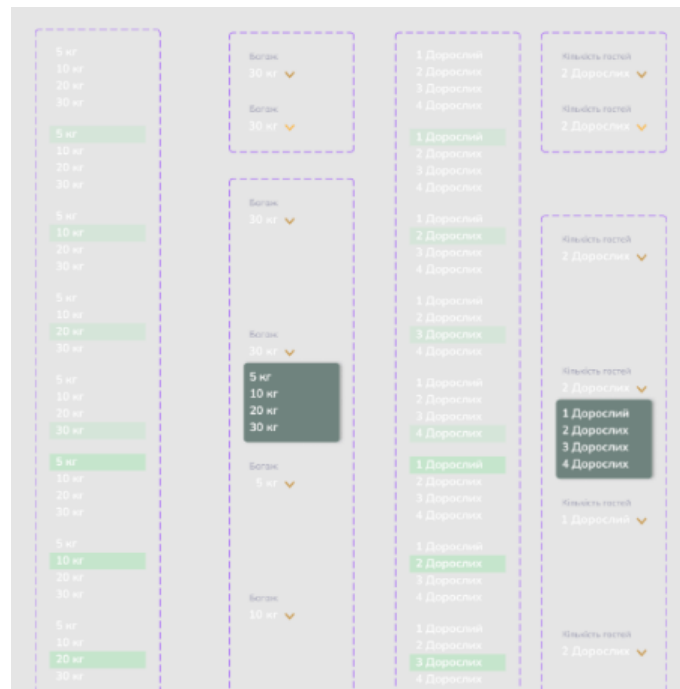 5 кг
10 кг
20 кг
30 кг
5 кг
10 кг
20 кг
30 кг
5 кг
10 кг
20 кг
30 кг
5 кг
10 кг
20 кг
30 кг
5 кг
10 кг
20 кг
30 кг
5 кг
10 кг
20 кг
30 кг
5 кг
10 кг
20 кг
30 кг
5 кг
10 кг
20 кг
30 кг
Багаж
30 кг
Багаж
30 кг
Багаж
30 кг
Багаж
30 кг
5 кг
10 кг
20 кг
30 кг
Багаж
5 кг
Багаж
10 кг
1 Дорослий
2 Дорослих
3 Дорослих
4 Дорослих
1 Дорослий
2 Дорослих
3 Дорослих
4 Дорослих
1 Дорослий
2 Дорослих
3 Дорослих
4 Дорослих
1 Дорослий
2 Дорослих
3 Дорослих
4 Дорослих
1 Дорослий
2 Дорослих
3 Дорослих
4 Дорослих
1 Дорослий
2 Дорослих
3 Дорослих
4 Дорослих
1 Дорослий
2 Дорослих
3 Дорослих
4 Дорослих
1 Дорослий
2 Дорослих
3 Дорослих
4 Дорослих
Кількість гостей
2 Дорослих
Кількість гостей
2 Дорослих
Кількість гостей
2 Дорослих
Кількість гостей
2 Дорослих
1 Дорослий
2 Дорослих
3 Дорослих
4 Дорослих
Кількість гостей
1 Дорослий
Кількість гостей
2 Дорослих